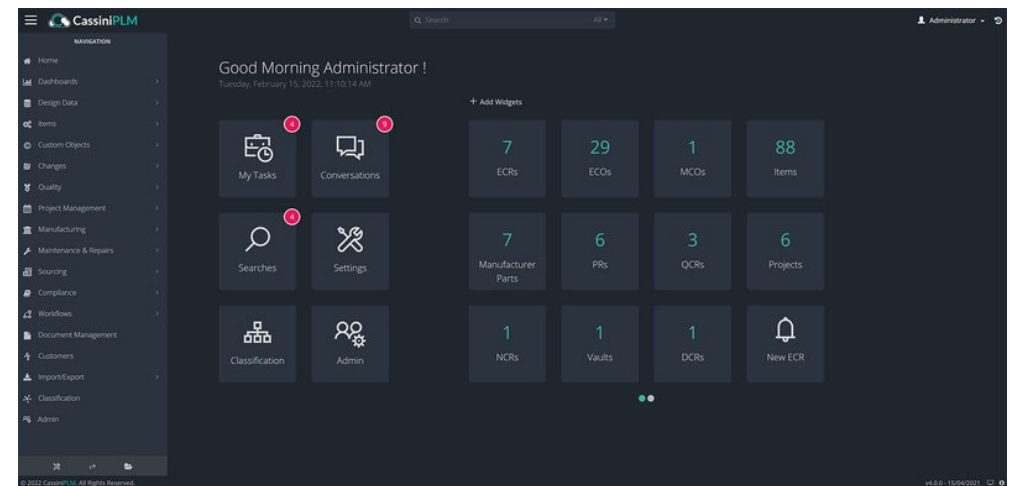 CassiniPLM
Search
All
Administrator
NAVIGATION
Home
Dashboards
Design Data
Items
Custom Objects
Changes
Quality
Project Management
Manufacturing
Maintenance & Repairs
Sourcing
Compliance
Workflows
Document Management
Customers
Import/Export
Classification
Admin
Good Morning Administrator !
Tuesday, February 15, 2022, 11:10:14 AM
+ Add Widgets
4
My Tasks
9
Conversations
7
ECRs
29
ECOs
1
MCOs
88
Items
4
Searches
Settings
7
Manufacturer
Parts
6
PRs
3
QCRs
6
Projects
Classification
Admin
1
NCRs
1
Vaults
1
DCRs
New ECR
© 2022 CassiniPLM. All Rights Reserved.
v4.0.0 - 15/04/2021